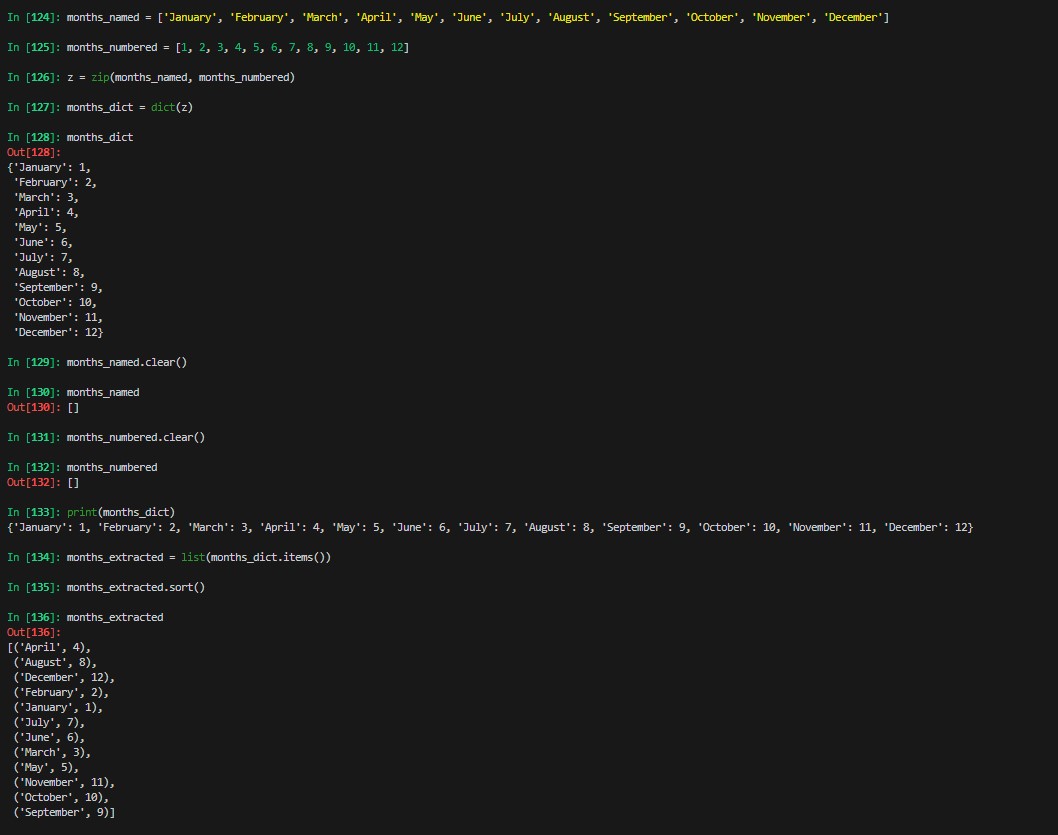 In [124]: months_named = ['January', 'February', 'March', 'April', 'May', 'June', 'July', 'August', 'September', 'October', 'November', 'December']
In [125]: months_numbered = [1, 2, 3, 4, 5, 6, 7, 8, 9, 10, 11, 12]
In [126]: z = zip(months_named, months_numbered)
In [127]: months_dict = dict(z)
In [128]: months_dict
Out[128]:
{'January': 1,
 'February': 2,
 'March': 3,
 'April': 4,
 'May': 5,
 'June': 6,
 'July': 7,
 'August': 8,
 'September': 9,
 'October': 10,
 'November': 11,
 'December': 12}
In [129]: months_named.clear()
In [130]: months_named
Out[130]: []
In [131]: months_numbered.clear()
In [132]: months_numbered
Out[132]: []
In [133]: print(months_dict)
{'January': 1, 'February': 2, 'March': 3, 'April': 4, 'May': 5, 'June': 6, 'July': 7, 'August': 8, 'September': 9, 'October': 10, 'November': 11, 'December': 12}
In [134]: months_extracted = list(months_dict.items())
In [135]: months_extracted.sort()
In [136]: months_extracted
Out[136]:
[('April', 4),
 ('August', 8),
 ('December', 12),
 ('February', 2),
 ('January', 1),
 ('July', 7),
 ('June', 6),
 ('March', 3),
 ('May', 5),
 ('November', 11),
 ('October', 10),
 ('September', 9)]